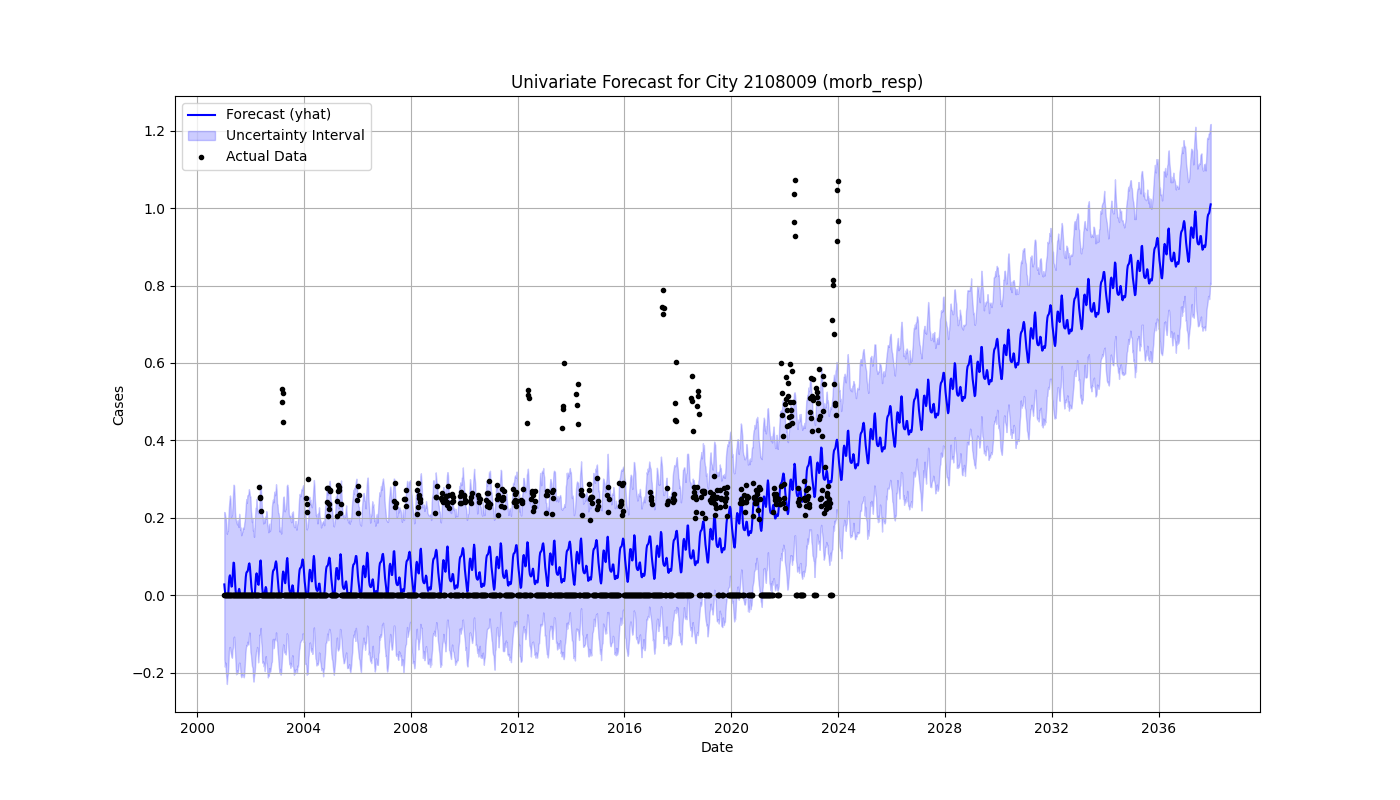 Univariate Forecast for City 2108009 (morb_resp)
Forecast (yhat)
Uncertainty Interval
Actual Data
1.2
1.0
0.8
0.6
0.4
0.2
0.0
−0.2
Cases
2000 2004 2008 2012 2016 2020 2024 2028 2032 2036
Date